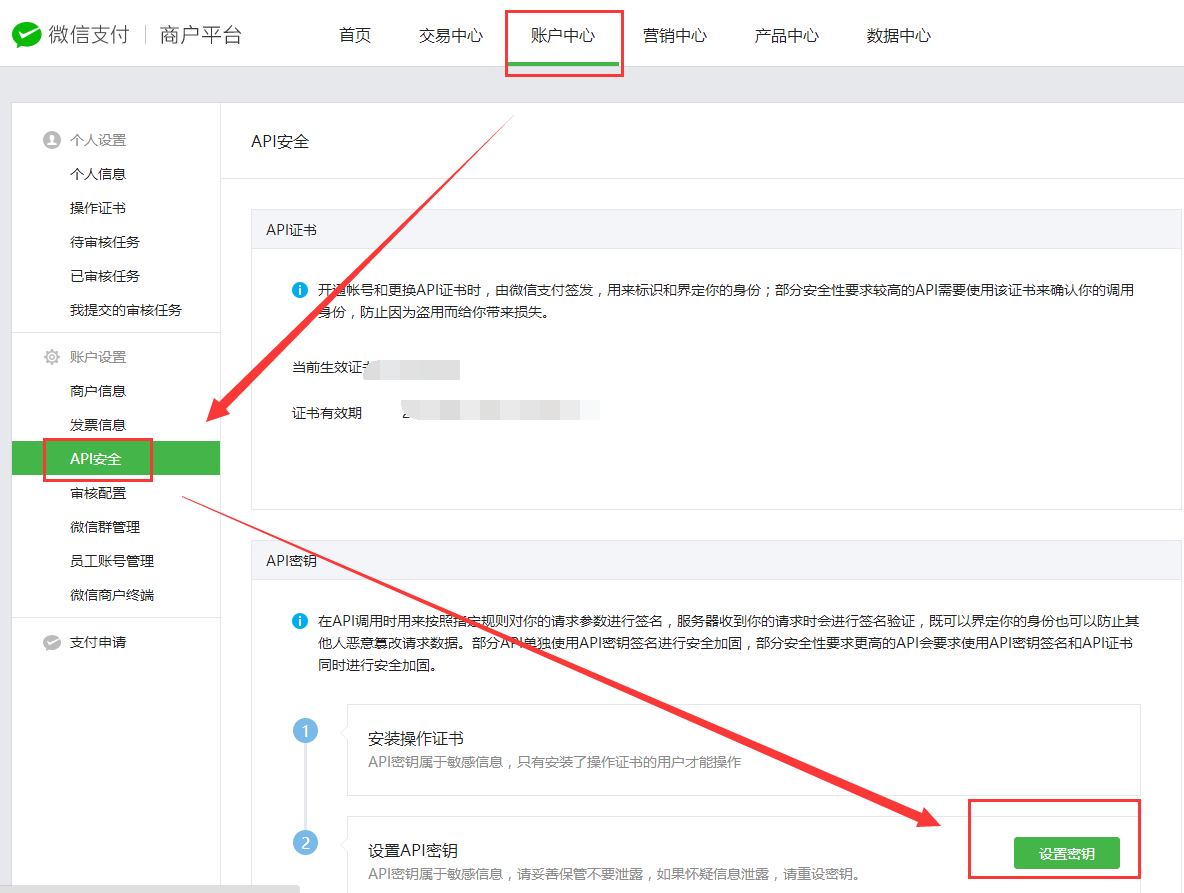 微信支付 商户平台 首页 交易中心 账户中心 营销中心 产品中心 数据中心
个人设置
个人信息
操作证书
待审核任务
已审核任务
我提交的审核任务
账户设置
商户信息
发票信息
API安全
审核配置
微信群管理
员工账号管理
微信商户终端
支付申请
API安全
API证书
开通帐号和更换API证书时，由微信支付签发，用来标识和界定你的身份；部分安全性要求较高的API需要使用该证书来确认你的调用
身份，防止因为盗用而给你带来损失。
当前生效证
证书有效期
API密钥
在API调用时用来按照指定规则对你的请求参数进行签名，服务器收到你的请求时会进行签名验证，既可以界定你的身份也可以防止其
他人恶意篡改请求数据。部分API单独使用API密钥签名进行安全加固，部分安全性要求更高的API会要求使用API密钥签名和API证书
同时进行安全加固。
1
安装操作证书
API密钥属于敏感信息，只有安装了操作证书的用户才能操作
2
设置API密钥
API密钥属于敏感信息，请妥善保管不要泄露，如果怀疑信息泄露，请重设密钥。
设置密钥